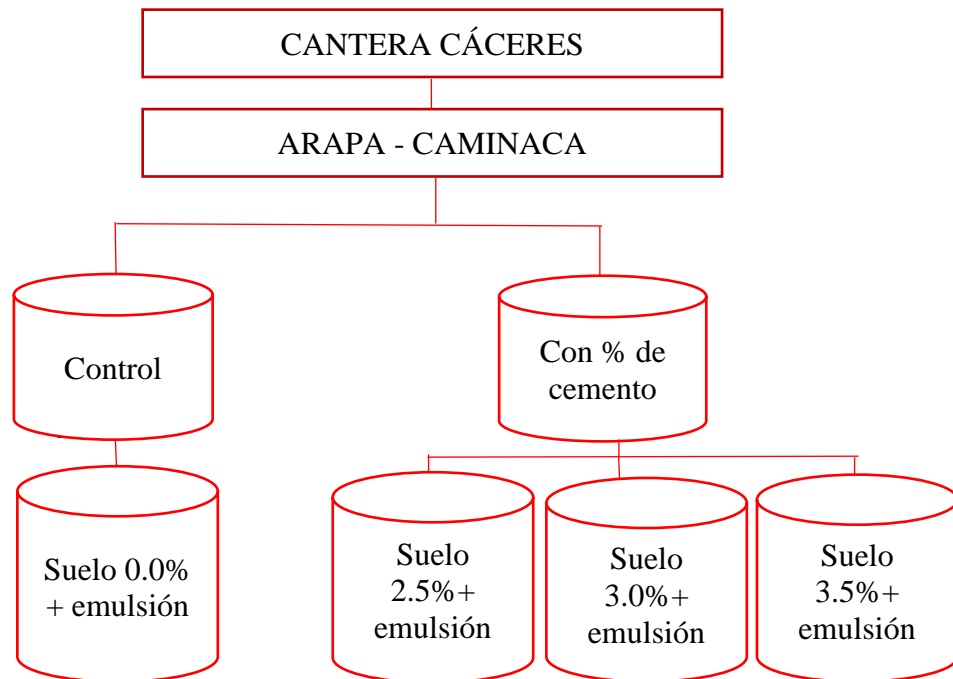 CANTERA CÁCERES
ARAPA - CAMINACA
Control
Con % de
cemento
Suelo 0.0%
+ emulsión
Suelo
2.5%+
emulsión
Suelo
3.0%+
emulsión
Suelo
3.5%+
emulsión